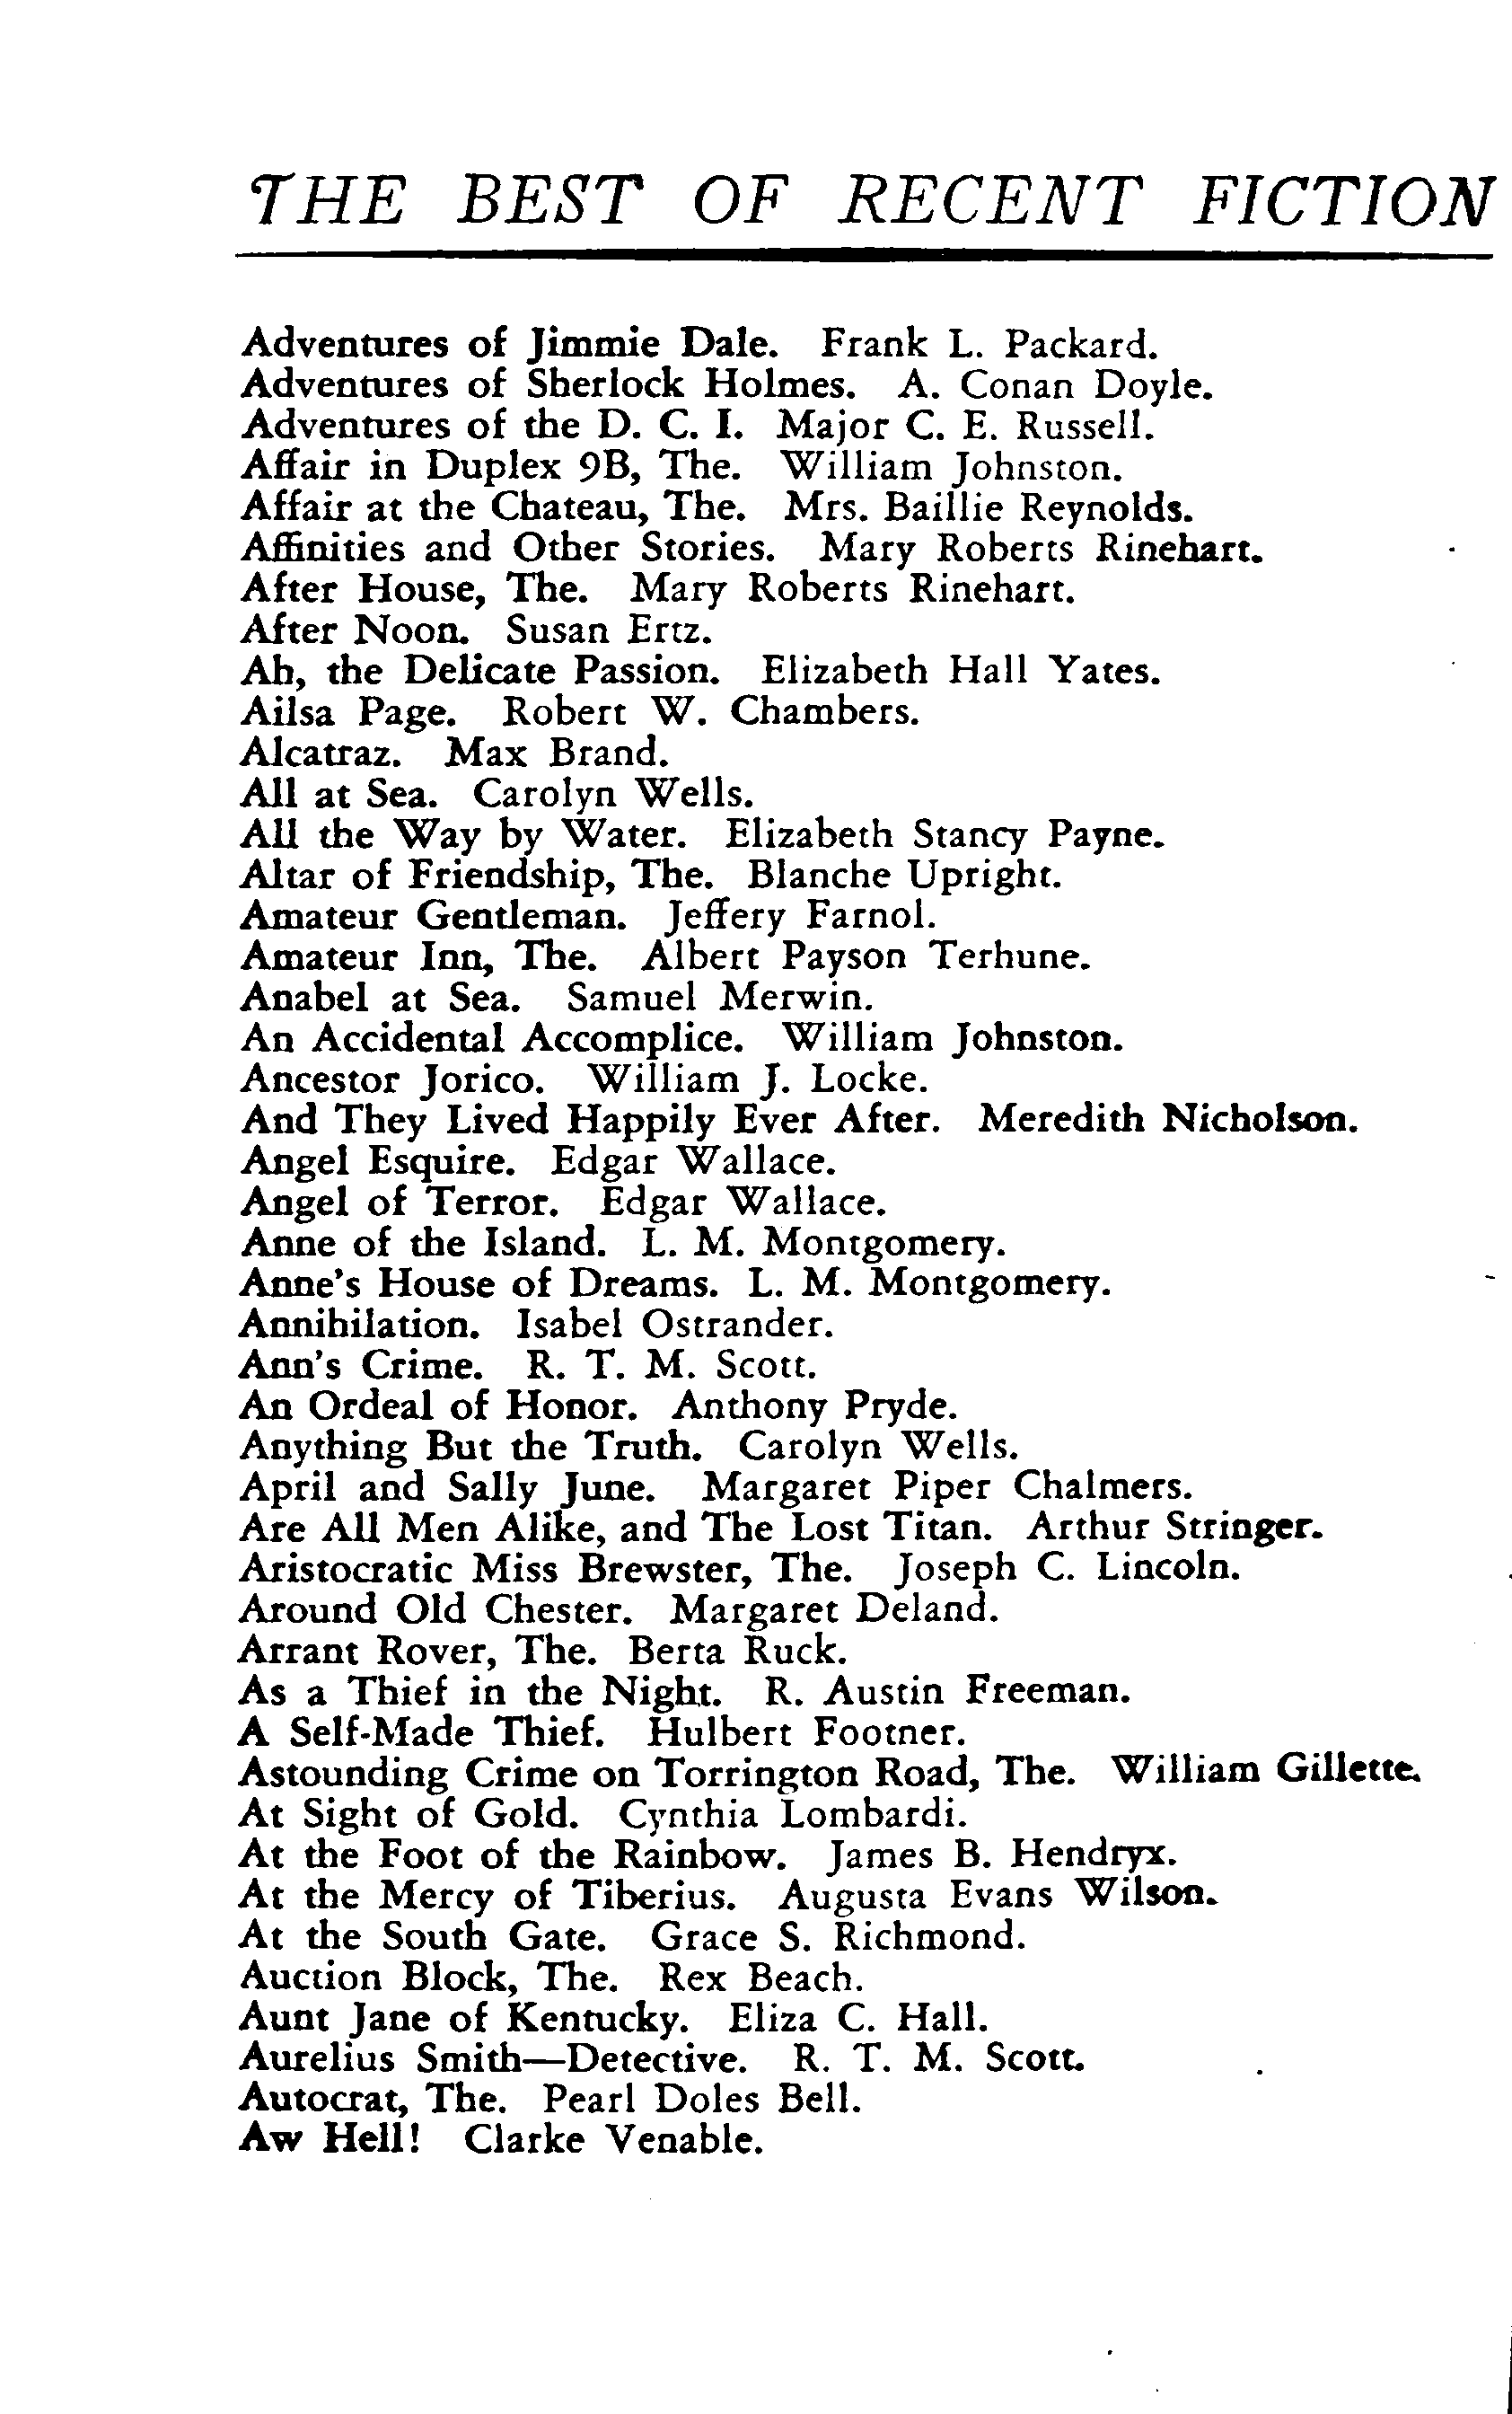 THE BEST OF RECENT FICTION
Adventures of Jimmie Dale. Frank L. Packard.
Adventures of Sherlock Holmes. A. Conan Doyle.
Adventures of the D. C. I. Major C. E. Russell.
Affair in Duplex 9B, The. William Johnston.
Affair at the Chateau, The. Mrs. Baillie Reynolds.
Affinities and Other Stories. Mary Roberts Rinehart.
After House, The. Mary Roberts Rinehart.
After Noon. Susan Ertz.
Ah, the Delicate Passion. Elizabeth Hall Yates.
Ailsa Page. Robert W. Chambers.
Alcatraz. Max Brand.
All at Sea. Carolyn Wells.
All the Way by Water. Elizabeth Stancy Payne.
Altar of Friendship, The. Blanche Upright.
Amateur Gentleman. Jeffery Farnol.
Amateur Inn, The. Albert Payson Terhune.
Anabel at Sea. Samuel Merwin.
An Accidental Accomplice. William Johnston.
Ancestor Jorico. William J. Locke.
And They Lived Happily Ever After. Meredith Nicholson.
Angel Esquire. Edgar Wallace.
Angel of Terror. Edgar Wallace.
Anne of the Island. L. M. Montgomery.
Anne's House of Dreams. L. M. Montgomery.
Annihilation. Isabel Ostrander.
Ann's Crime. R. T. M. Scott.
An Ordeal of Honor. Anthony Pryde.
Anything But the Truth. Carolyn Wells.
April and Sally June. Margaret Piper Chalmers.
Are All Men Alike, and The Lost Titan. Arthur Stringer.
Aristocratic Miss Brewster, The. Joseph C. Lincoln.
Around Old Chester. Margaret Deland.
Arrant Rover, The. Berta Ruck.
As a Thief in the Night. R. Austin Freeman.
A Self-Made Thief. Hulbert Footner.
Astounding Crime on Torrington Road, The. William Gillette.
At Sight of Gold. Cynthia Lombardi.
At the Foot of the Rainbow. James B. Hendryx.
At the Mercy of Tiberius. Augusta Evans Wilson.
At the South Gate. Grace S. Richmond.
Auction Block, The. Rex Beach.
Aunt Jane of Kentucky. Eliza C. Hall.
Aurelius Smith—Detective. R. T. M. Scott.
Autocrat, The. Pearl Doles Bell.
Aw Hell! Clarke Venable.